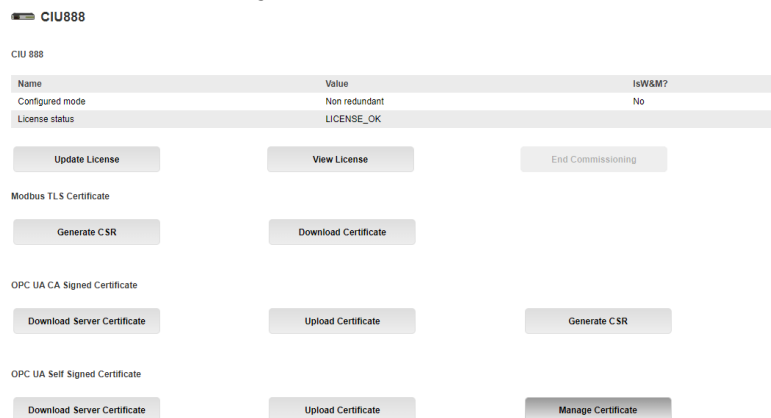 CIU888
CIU 888
Name Value IsW&M?
Configured mode Non redundant No
License status LICENSE_OK
Update License View License End Commissioning
Modbus TLS Certificate
Generate CSR Download Certificate
OPC UA CA Signed Certificate
Download Server Certificate Upload Certificate Generate CSR
OPC UA Self Signed Certificate
Download Server Certificate Upload Certificate Manage Certificate